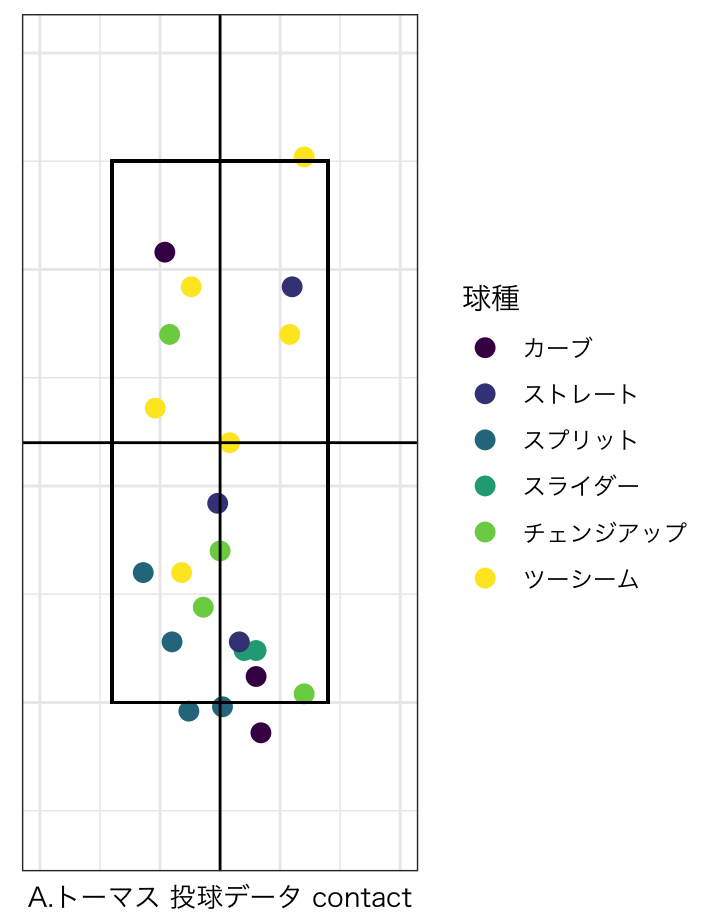 球種
カーブ
ストレート
スプリット
スライダー
チェンジアップ
ツーシーム
A.トーマス 投球データ contact